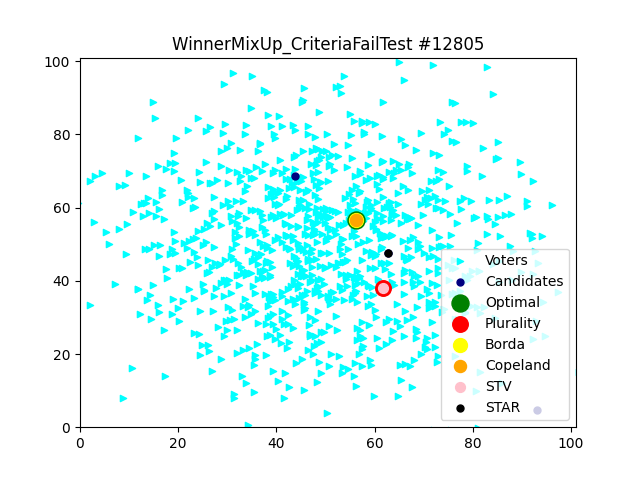 WinnerMixUp_CriteriaFailTest #12805
100
80
60
40
20
0
0 20 40 60 80 100
Voters
Candidates
Optimal
Plurality
Borda
Copeland
STV
STAR